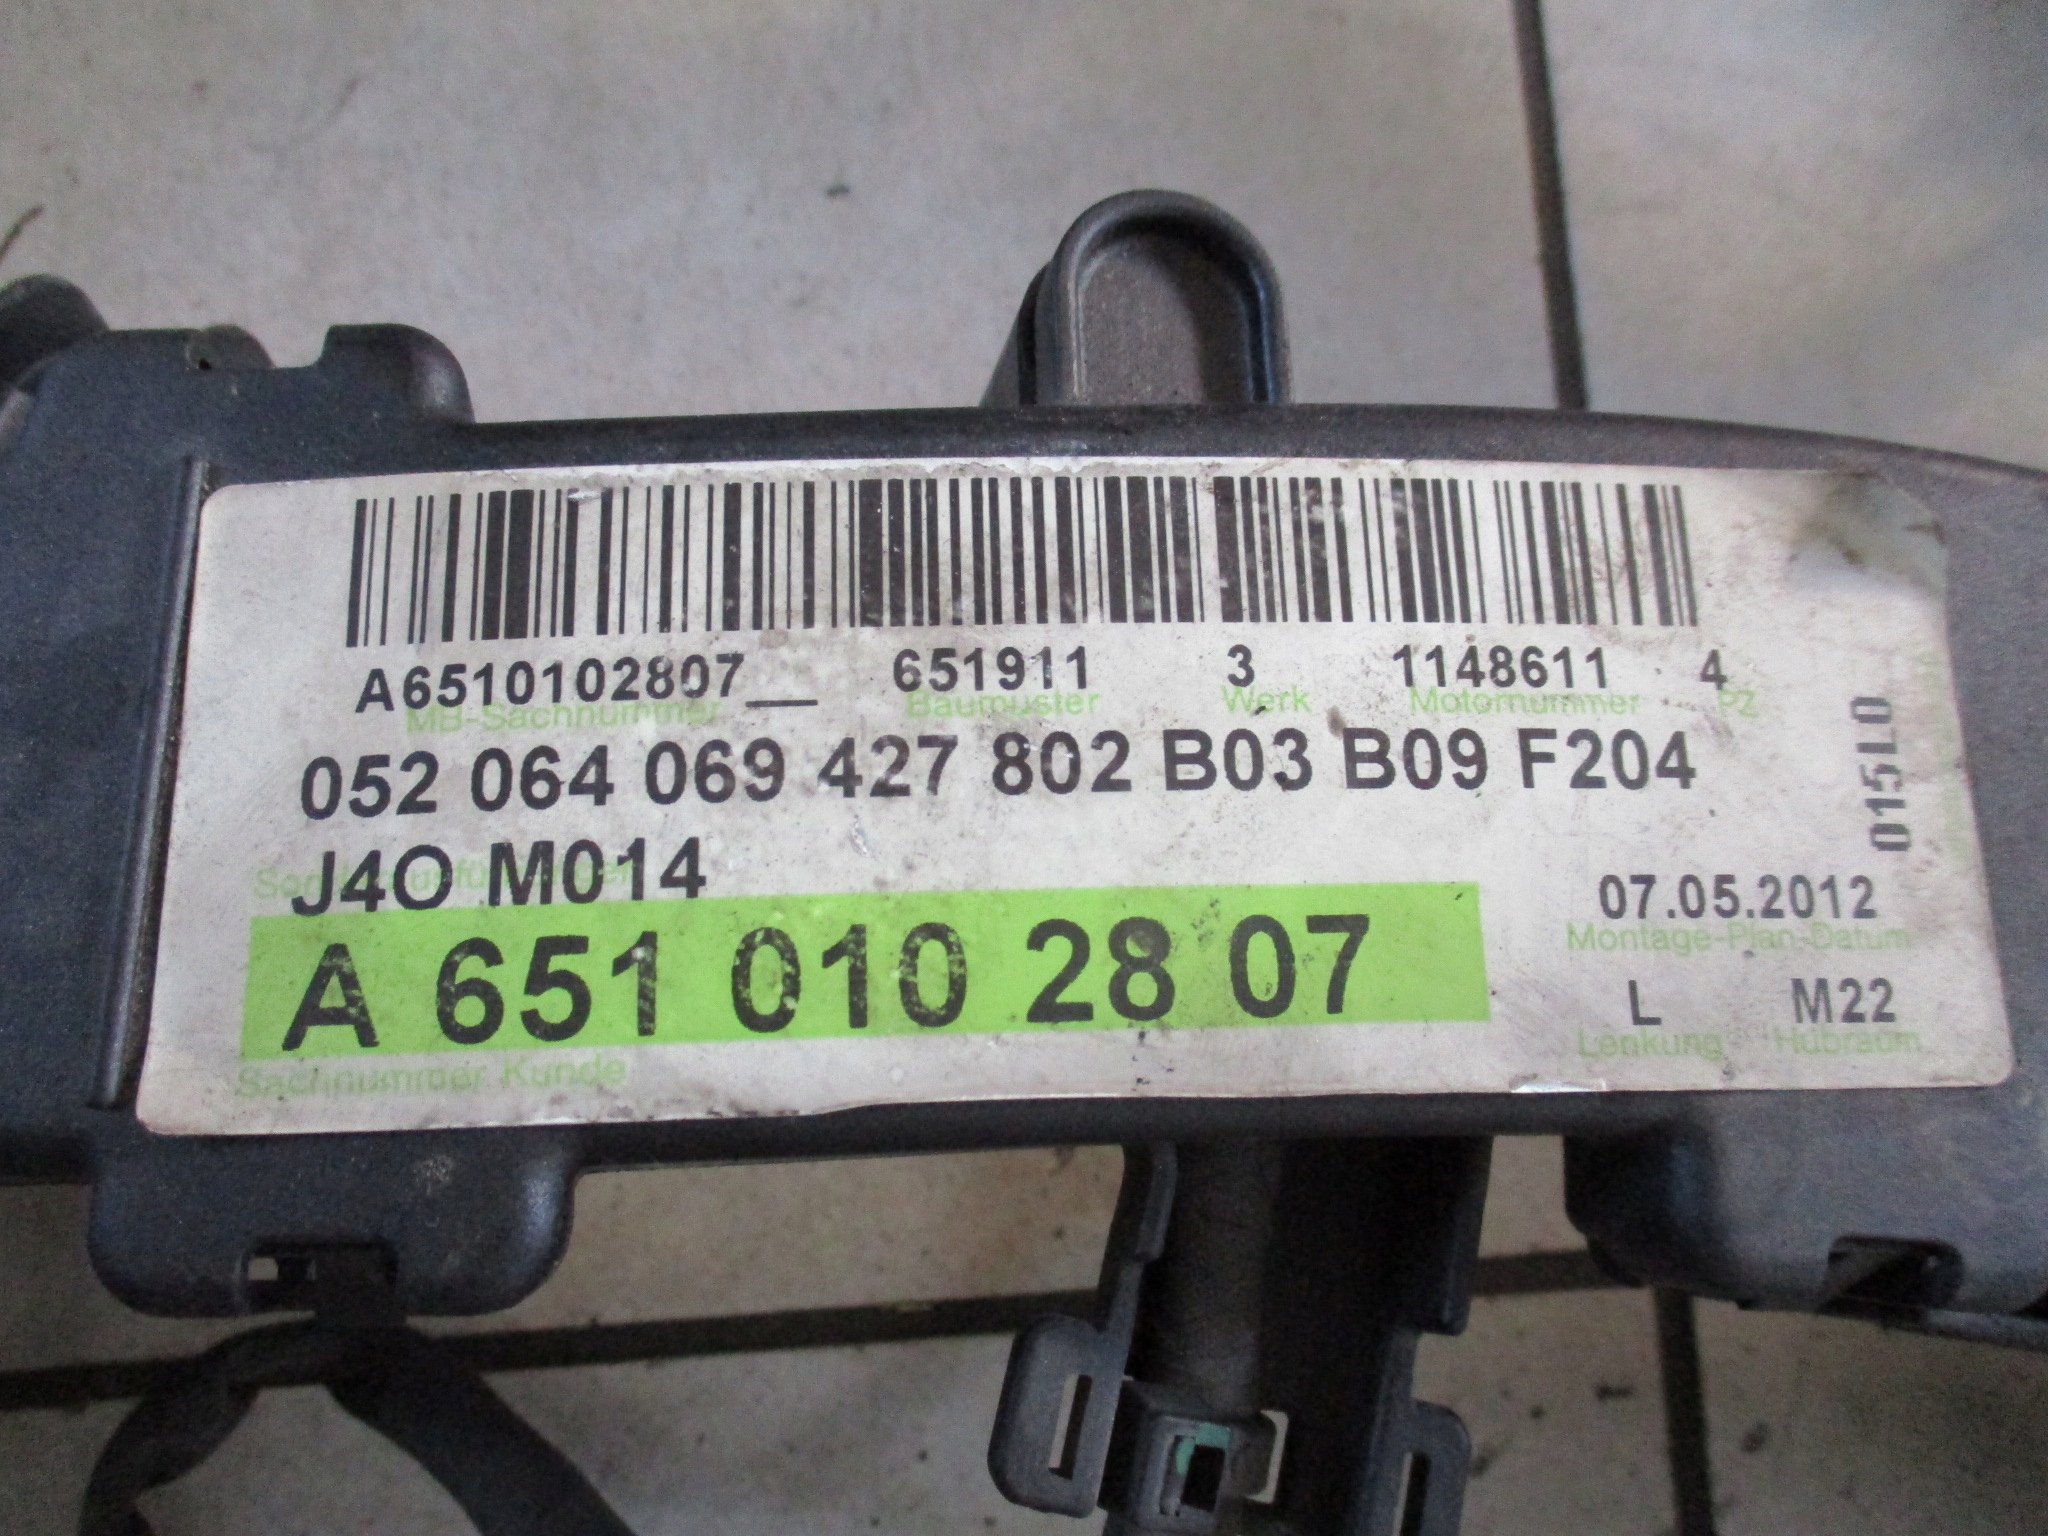 A6510102807__ 651911 3 1148611 4
MB-Sachnummer Baumuster Werk Motornummer PZ
052 064 069 427 802 B03 B09 F204
J4O M014
015L0
07.05.2012
Montage-Plan-Datum
A 651 010 28 07
L M22
Lenkung Hubraum
Sachnummer Kunde